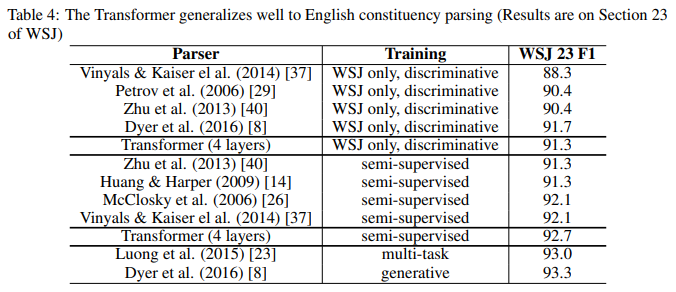 Table 4: The Transformer generalizes well to English constituency parsing (Results are on Section 23
of WSJ)
Parser Training WSJ 23 F1
Vinyals & Kaiser el al. (2014) [37] WSJ only, discriminative 88.3
Petrov et al. (2006) [29] WSJ only, discriminative 90.4
Zhu et al. (2013) [40] WSJ only, discriminative 90.4
Dyer et al. (2016) [8] WSJ only, discriminative 91.7
Transformer (4 layers) WSJ only, discriminative 91.3
Zhu et al. (2013) [40] semi-supervised 91.3
Huang & Harper (2009) [14] semi-supervised 91.3
McClosky et al. (2006) [26] semi-supervised 92.1
Vinyals & Kaiser el al. (2014) [37] semi-supervised 92.1
Transformer (4 layers) semi-supervised 92.7
Luong et al. (2015) [23] multi-task 93.0
Dyer et al. (2016) [8] generative 93.3